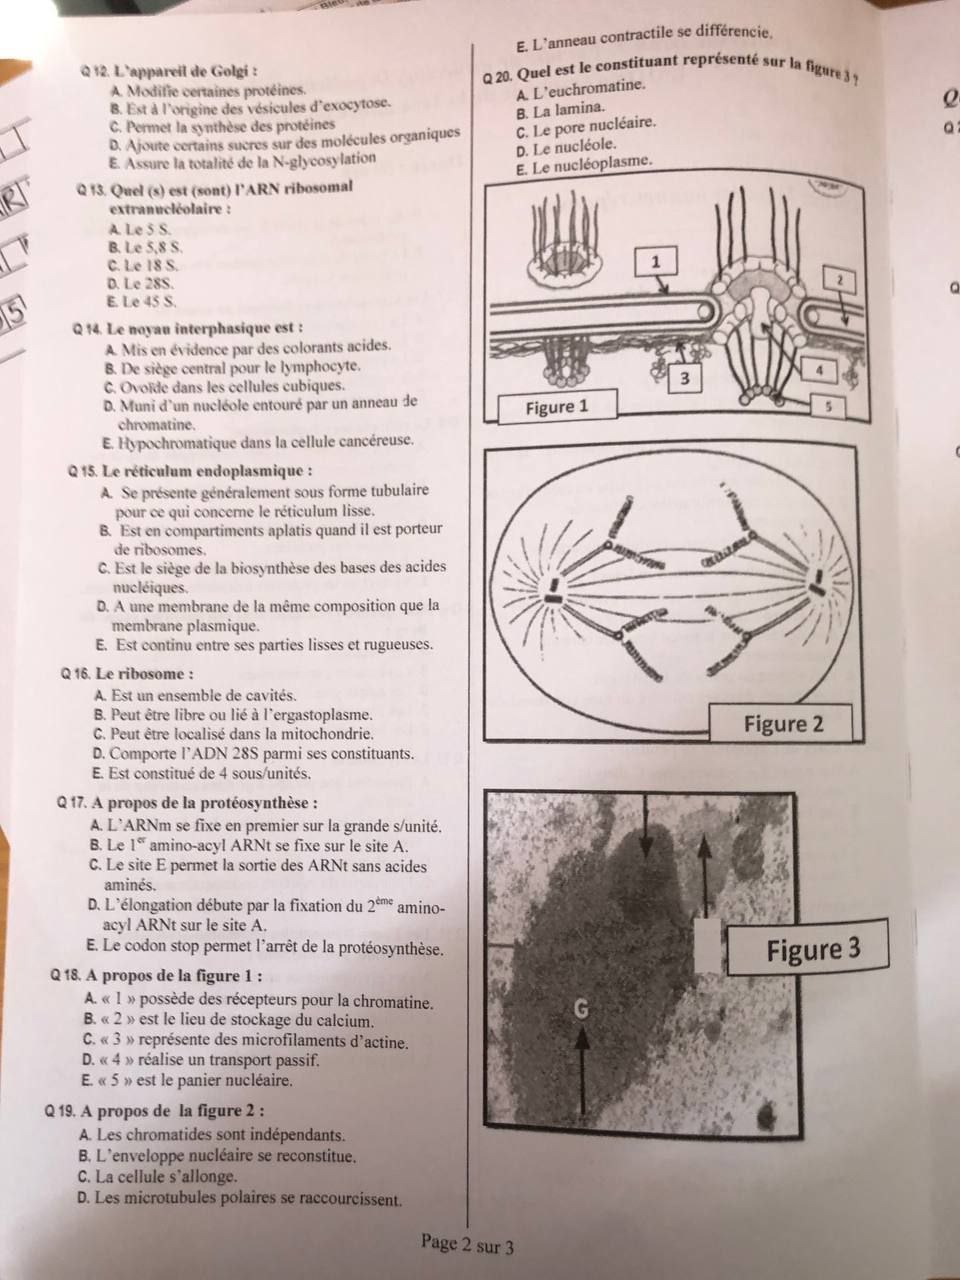 Q 12. L'appareil de Golgi :
A. Modifie certaines protéines.
B. Est à l'origine des vésicules d'exocytose.
C. Permet la synthèse des protéines
D. Ajoute certains sucres sur des molécules organiques
E. Assure la totalité de la N-glycosylation
Q 13. Quel (s) est (sont) l'ARN ribosomal
extranucléolaire :
A. Le 5 S.
B. Le 5,8 S.
C. Le 18 S.
D. Le 28S.
E. Le 45 S.
Q 14. Le noyau interphasique est :
A. Mis en évidence par des colorants acides.
B. De siège central pour le lymphocyte.
C. Ovoïde dans les cellules cubiques.
D. Muni d'un nucléole entouré par un anneau de
chromatine.
E. Hypochromatique dans la cellule cancéreuse.
Q 15. Le réticulum endoplasmique :
A. Se présente généralement sous forme tubulaire
pour ce qui concerne le réticulum lisse.
B. Est en compartiments aplatis quand il est porteur
de ribosomes.
C. Est le siège de la biosynthèse des bases des acides
nucléiques.
D. A une membrane de la même composition que la
membrane plasmique.
E. Est continu entre ses parties lisses et rugueuses.
Q 16. Le ribosome :
A. Est un ensemble de cavités.
B. Peut être libre ou lié à l'ergastoplasme.
C. Peut être localisé dans la mitochondrie.
D. Comporte l'ADN 28S parmi ses constituants.
E. Est constitué de 4 sous/unités.
Q 17. A propos de la protéosynthèse :
A. L'ARNm se fixe en premier sur la grande s/unité.
B. Le 1er amino-acyl ARNt se fixe sur le site A.
C. Le site E permet la sortie des ARNt sans acides
aminés.
D. L'élongation débute par la fixation du 2ème amino-
acyl ARNt sur le site A.
E. Le codon stop permet l'arrêt de la protéosynthèse.
Q 18. A propos de la figure 1 :
A. « 1 » possède des récepteurs pour la chromatine.
B. « 2 » est le lieu de stockage du calcium.
C. « 3 » représente des microfilaments d'actine.
D. « 4 » réalise un transport passif.
E. « 5 » est le panier nucléaire.
Q 19. A propos de la figure 2 :
A. Les chromatides sont indépendants.
B. L'enveloppe nucléaire se reconstitue.
C. La cellule s'allonge.
D. Les microtubules polaires se raccourcissent.
E. L'anneau contractile se différencie.
Q 20. Quel est le constituant représenté sur la figure 3 ?
A. L'euchromatine.
B. La lamina.
C. Le pore nucléaire.
D. Le nucléole.
E. Le nucléoplasme.
1
2
3
4
5
Figure 1
Figure 2
G
Figure 3
Page 2 sur 3